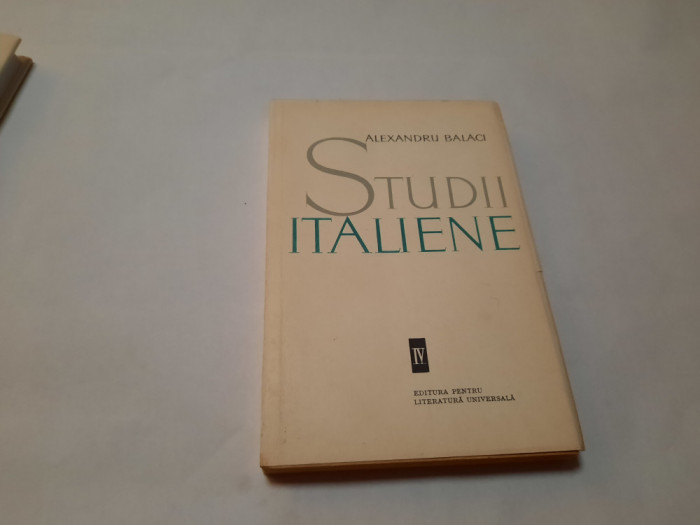 ALEXANDRU BALACI
STUDII
ITALIENE
IV
EDITURA PENTRU
LITERATURĂ UNIVERSALĂ